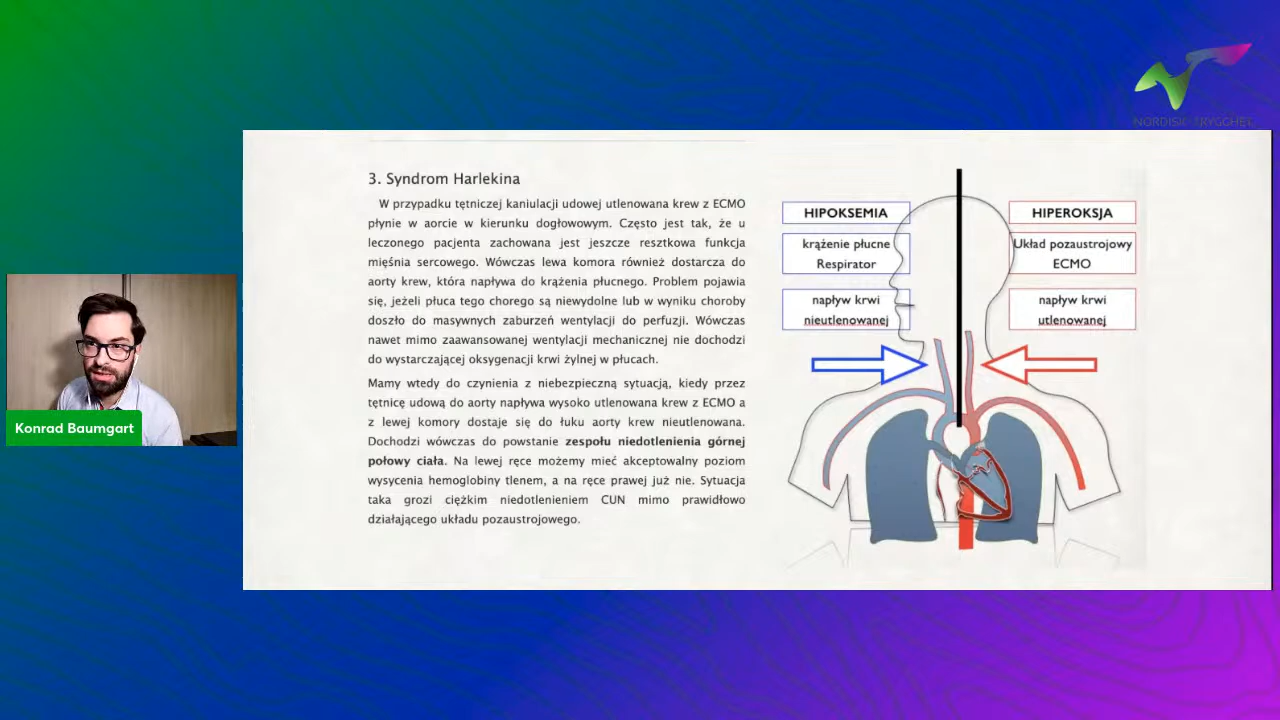 NORDISK TRYGGHET
3. Syndrom Harlekina
W przypadku tętniczej kaniulacji udowej utlenowana krew z ECMO
płynie w aorcie w kierunku dogłowowym. Często jest tak, że u
leczonego pacjenta zachowana jest jeszcze resztkowa funkcja
mięśnia sercowego. Wówczas lewa komora również dostarcza do
aorty krew, która napływa do krążenia płucnego. Problem pojawia
się, jeżeli płuca tego chorego są niewydolne lub w wyniku choroby
doszło do masywnych zaburzeń wentylacji do perfuzji. Wówczas
nawet mimo zaawansowanej wentylacji mechanicznej nie dochodzi
do wystarczającej oksygenacji krwi żylnej w płucach.
Mamy wtedy do czynienia z niebezpieczną sytuacją, kiedy przez
tętnicę udową do aorty napływa wysoko utlenowana krew z ECMO a
z lewej komory dostaje się do łuku aorty krew nieutlenowana.
Dochodzi wówczas do powstanie zespołu niedotlenienia górnej
połowy ciała. Na lewej ręce możemy mieć akceptowalny poziom
wysycenia hemoglobiny tlenem, a na ręce prawej już nie. Sytuacja
taka grozi ciężkim niedotlenieniem CUN mimo prawidłowo
działającego układu pozaustrojowego.
HIPOKSEMIA
krążenie płucne
Respirator
napływ krwi
nieutlenowanej
HIPEROKSJA
Układ pozaustrojowy
ECMO
napływ krwi
utlenowanej
Konrad Baumgart